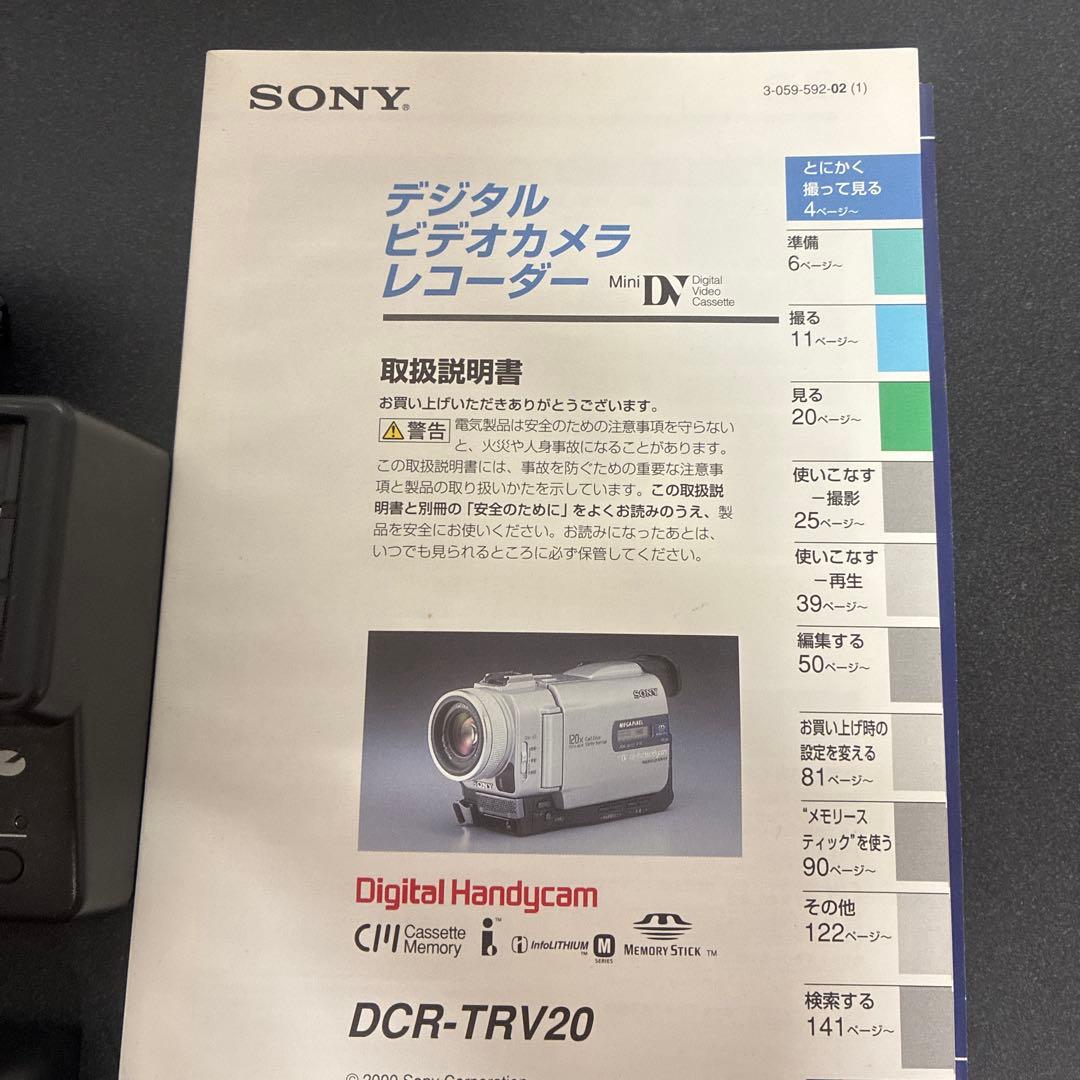 SONY®
3-059-592-02 (1)
デジタル
ビデオカメラ
レコーダー
Mini DV Digital
Video
Cassette
取扱説明書
お買い上げいただきありがとうございます。
警告 電気製品は安全のための注意事項を守らない
と、火災や人身事故になることがあります。
この取扱説明書には、事故を防ぐための重要な注意事
項と製品の取り扱いかたを示しています。この取扱説
明書と別冊の「安全のために」をよくお読みのうえ、製
品を安全にお使いください。お読みになったあとは、
いつでも見られるところに必ず保管してください。
SONY
MEGA PIXEL
120x
SONY
Digital Handycam
CM Cassette
Memory
i ™
InfoLITHIUM ™ M
SERIES
MEMORY STICK ™
DCR-TRV20
© 2000 Sony Corporation
とにかく
撮って見る
4ページ~
準備
6ページ~
撮る
11ページ~
見る
20ページ~
使いこなす
−撮影
25ページ~
使いこなす
−再生
39ページ~
編集する
50ページ~
お買い上げ時の
設定を変える
81ページ~
“メモリース
ティック”を使う
90ページ~
その他
122ページ~
検索する
141ページ~